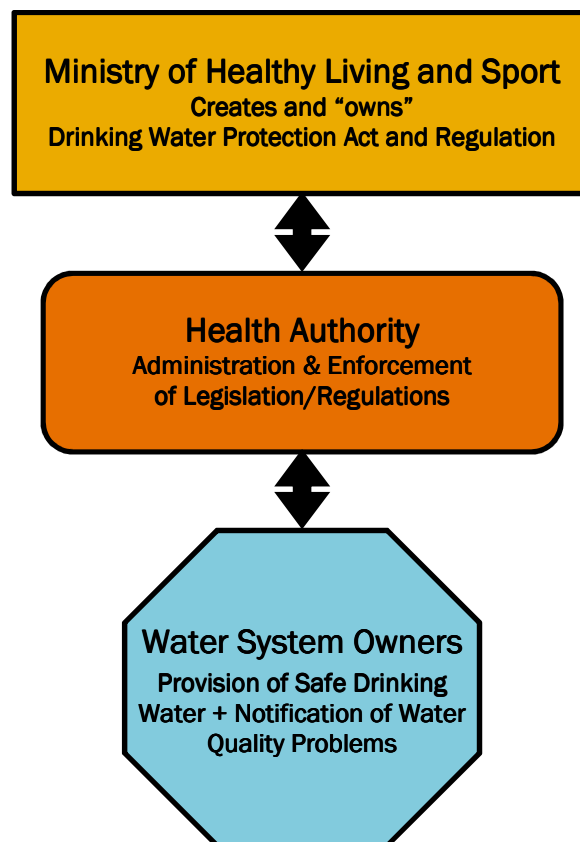 Ministry of Healthy Living and Sport
Creates and “owns”
Drinking Water Protection Act and Regulation
Health Authority
Administration & Enforcement
of Legislation/Regulations
Water System Owners
Provision of Safe Drinking
Water + Notification of Water
Quality Problems